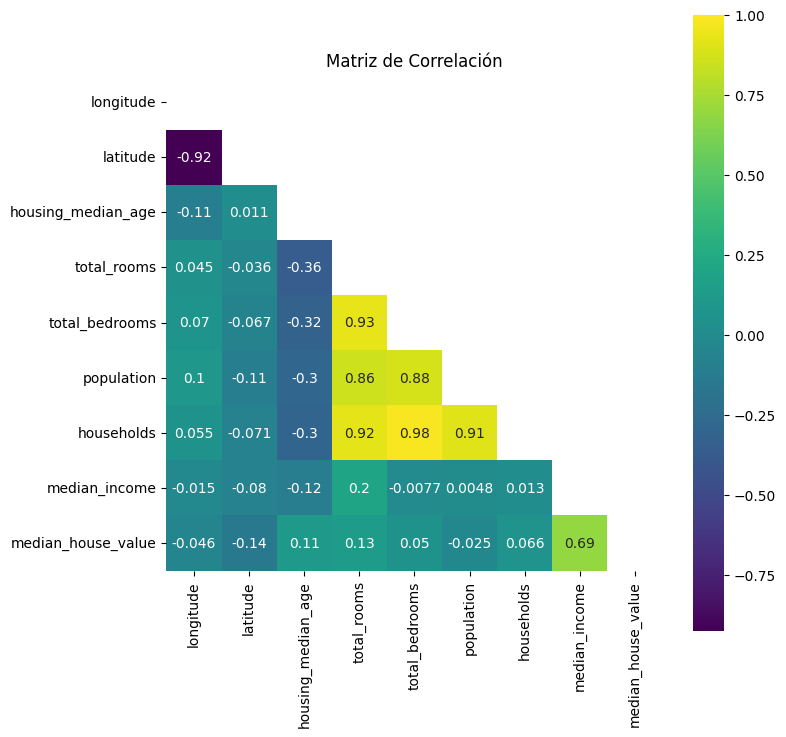 Matriz de Correlación
longitude
latitude -0.92
housing_median_age -0.11 0.011
total_rooms 0.045 -0.036 -0.36
total_bedrooms 0.07 -0.067 -0.32 0.93
population 0.1 -0.11 -0.3 0.86 0.88
households 0.055 -0.071 -0.3 0.92 0.98 0.91
median_income -0.015 -0.08 -0.12 0.2 -0.0077 0.0048 0.013
median_house_value -0.046 -0.14 0.11 0.13 0.05 -0.025 0.066 0.69
longitude
latitude
housing_median_age
total_rooms
total_bedrooms
population
households
median_income
median_house_value
1.00
0.75
0.50
0.25
0.00
−0.25
−0.50
−0.75